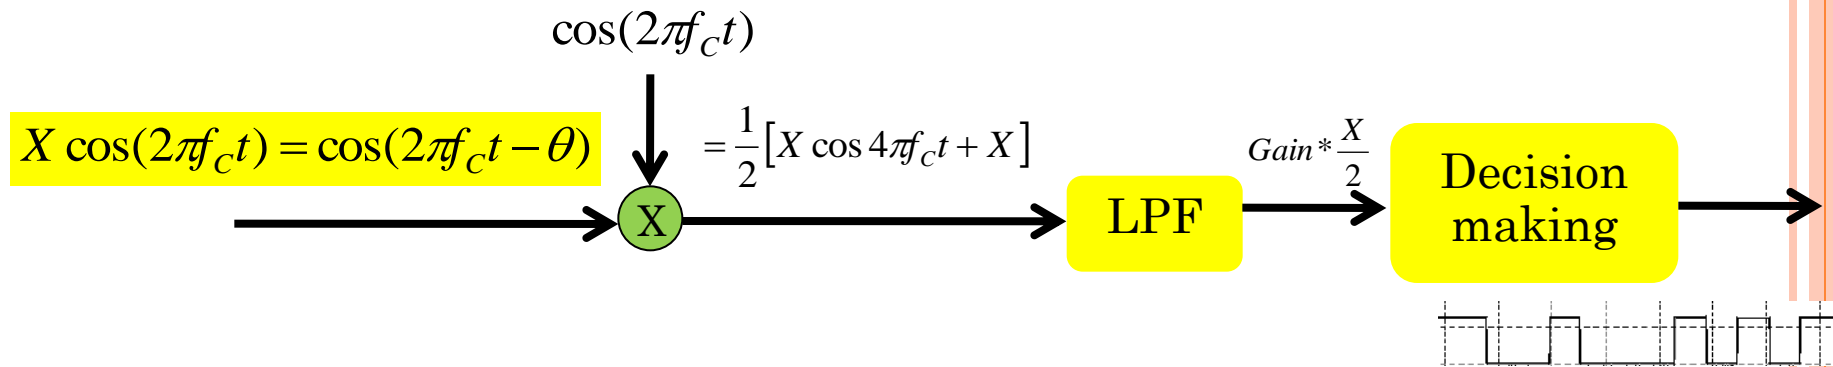 cos(2πf_C t)
X cos(2πf_C t) = cos(2πf_C t − θ)
= 1/2 [X cos 4πf_C t + X]
Gain * X/2
X
LPF
Decision
making